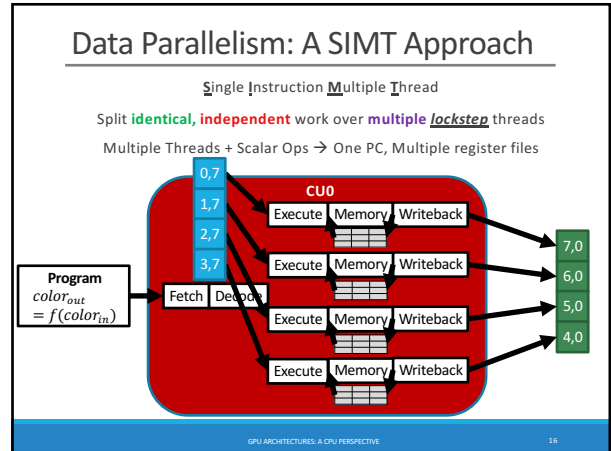 Data Parallelism: A SIMT Approach
Single Instruction Multiple Thread
Split identical, independent work over multiple lockstep threads
Multiple Threads + Scalar Ops → One PC, Multiple register files
0,7
1,7
2,7
3,7
CU0
Execute Memory Writeback
Execute Memory Writeback
Execute Memory Writeback
Execute Memory Writeback
Program
color_out
= f(color_in)
Fetch Decode
7,0
6,0
5,0
4,0
GPU ARCHITECTURES: A CPU PERSPECTIVE 16